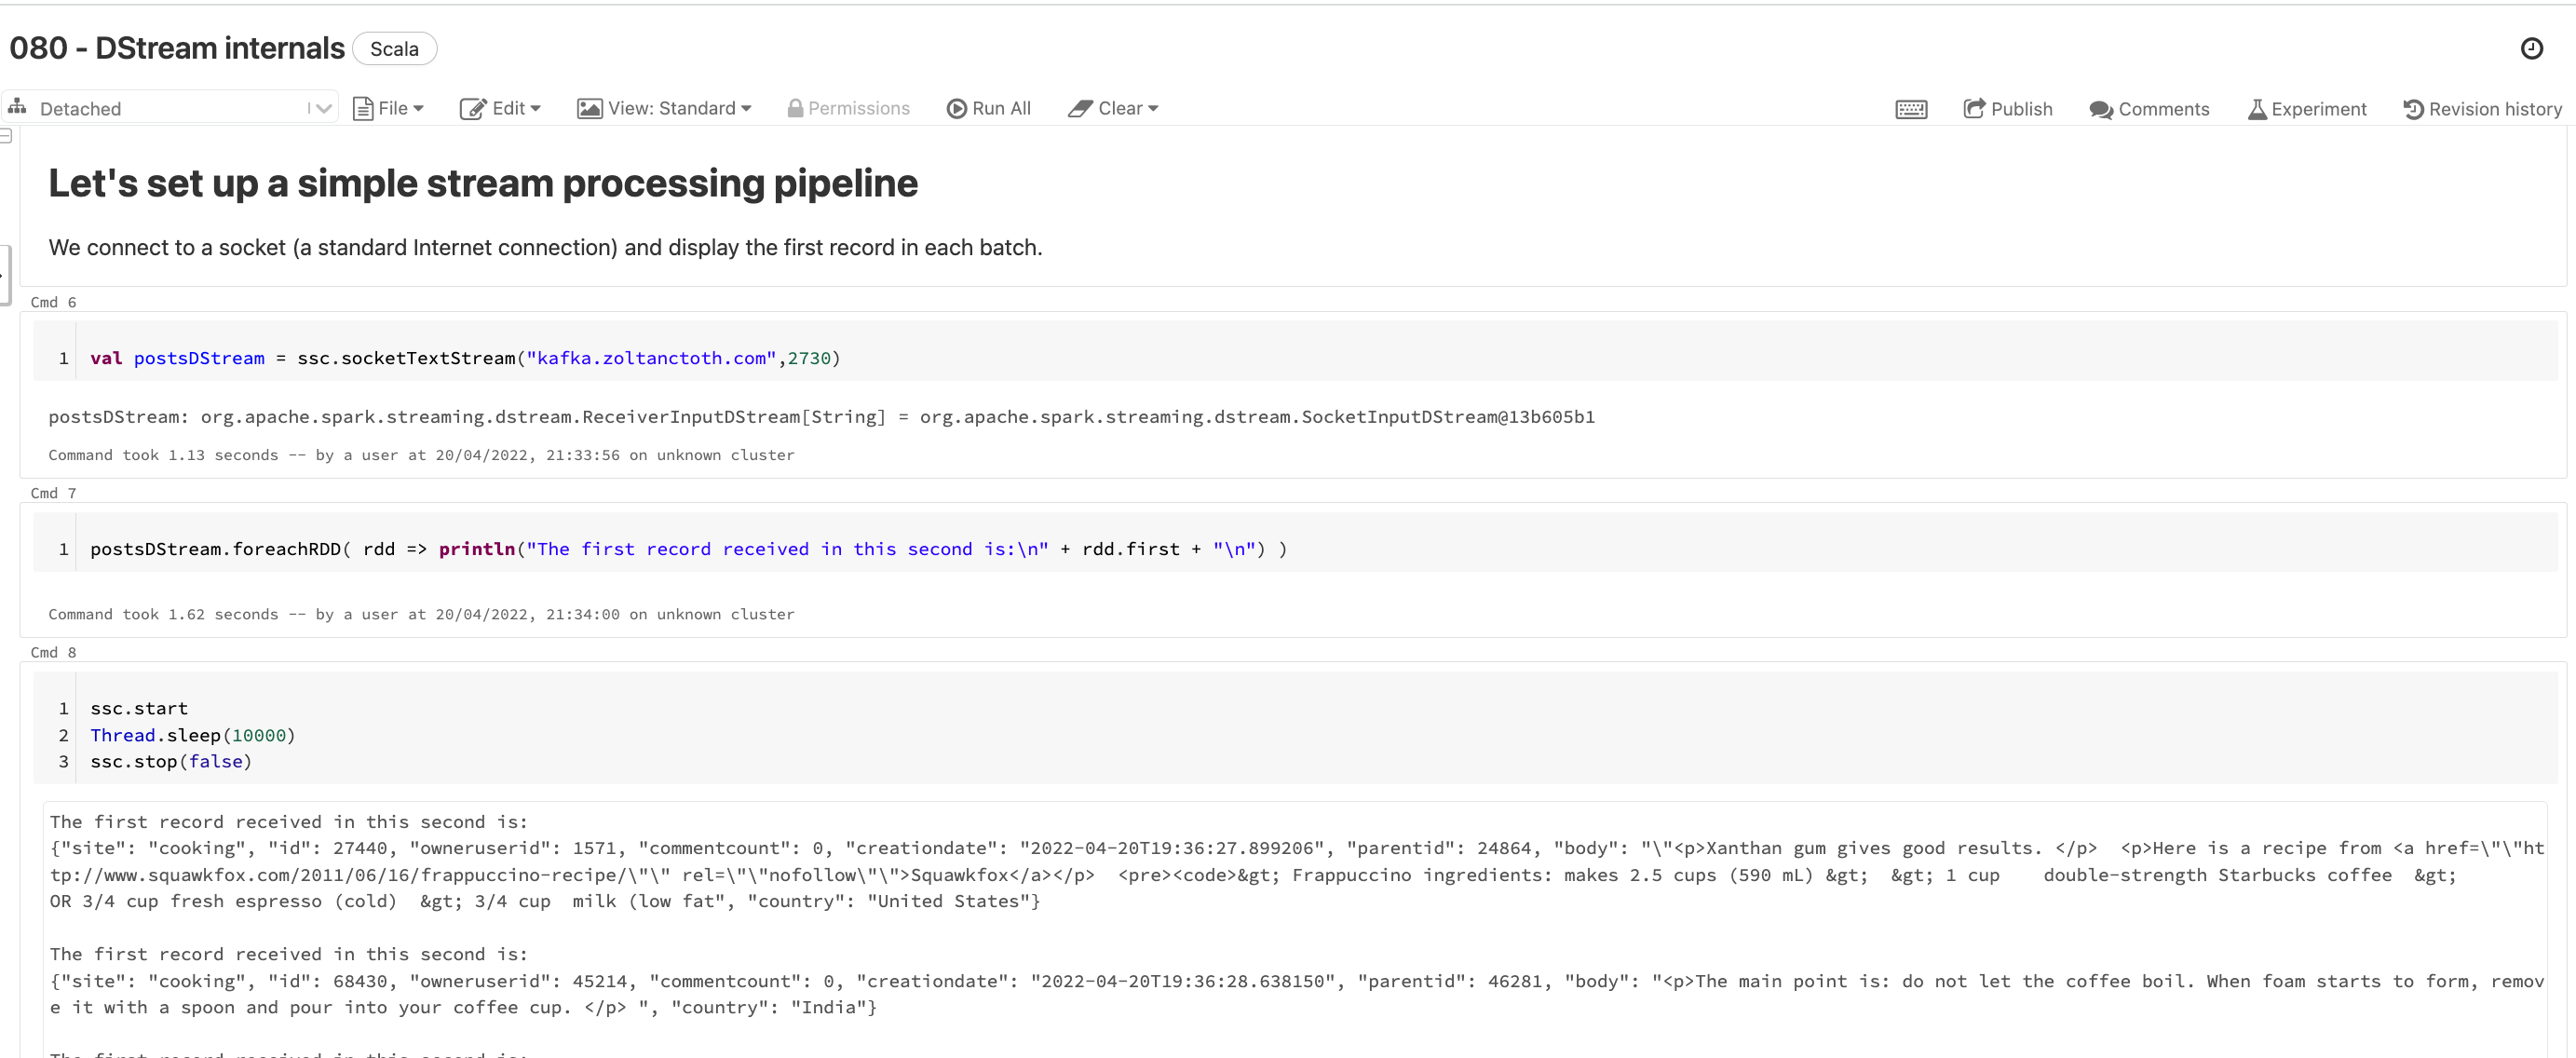 080 - DStream internals Scala
Detached File Edit View: Standard Permissions Run All Clear Publish Comments Experiment Revision history
Let's set up a simple stream processing pipeline
We connect to a socket (a standard Internet connection) and display the first record in each batch.
Cmd 6
1 val postsDStream = ssc.socketTextStream("kafka.zoltanctoth.com",2730)
postsDStream: org.apache.spark.streaming.dstream.ReceiverInputDStream[String] = org.apache.spark.streaming.dstream.SocketInputDStream@13b605b1
Command took 1.13 seconds -- by a user at 20/04/2022, 21:33:56 on unknown cluster
Cmd 7
1 postsDStream.foreachRDD( rdd => println("The first record received in this second is:\n" + rdd.first + "\n") )
Command took 1.62 seconds -- by a user at 20/04/2022, 21:34:00 on unknown cluster
Cmd 8
1 ssc.start
2 Thread.sleep(10000)
3 ssc.stop(false)
The first record received in this second is:
{"site": "cooking", "id": 27440, "owneruserid": 1571, "commentcount": 0, "creationdate": "2022-04-20T19:36:27.899206", "parentid": 24864, "body": "\"<p>Xanthan gum gives good results. </p>  <p>Here is a recipe from <a href=\"\"ht
tp://www.squawkfox.com/2011/06/16/frappuccino-recipe/\"\" rel=\"\"nofollow\"\">Squawkfox</a></p>  <pre><code>&gt; Frappuccino ingredients: makes 2.5 cups (590 mL) &gt;  &gt; 1 cup    double-strength Starbucks coffee  &gt;
OR 3/4 cup fresh espresso (cold)  &gt; 3/4 cup  milk (low fat", "country": "United States"}
The first record received in this second is:
{"site": "cooking", "id": 68430, "owneruserid": 45214, "commentcount": 0, "creationdate": "2022-04-20T19:36:28.638150", "parentid": 46281, "body": "<p>The main point is: do not let the coffee boil. When foam starts to form, remov
e it with a spoon and pour into your coffee cup. </p> ", "country": "India"}
The first record received in this second is: